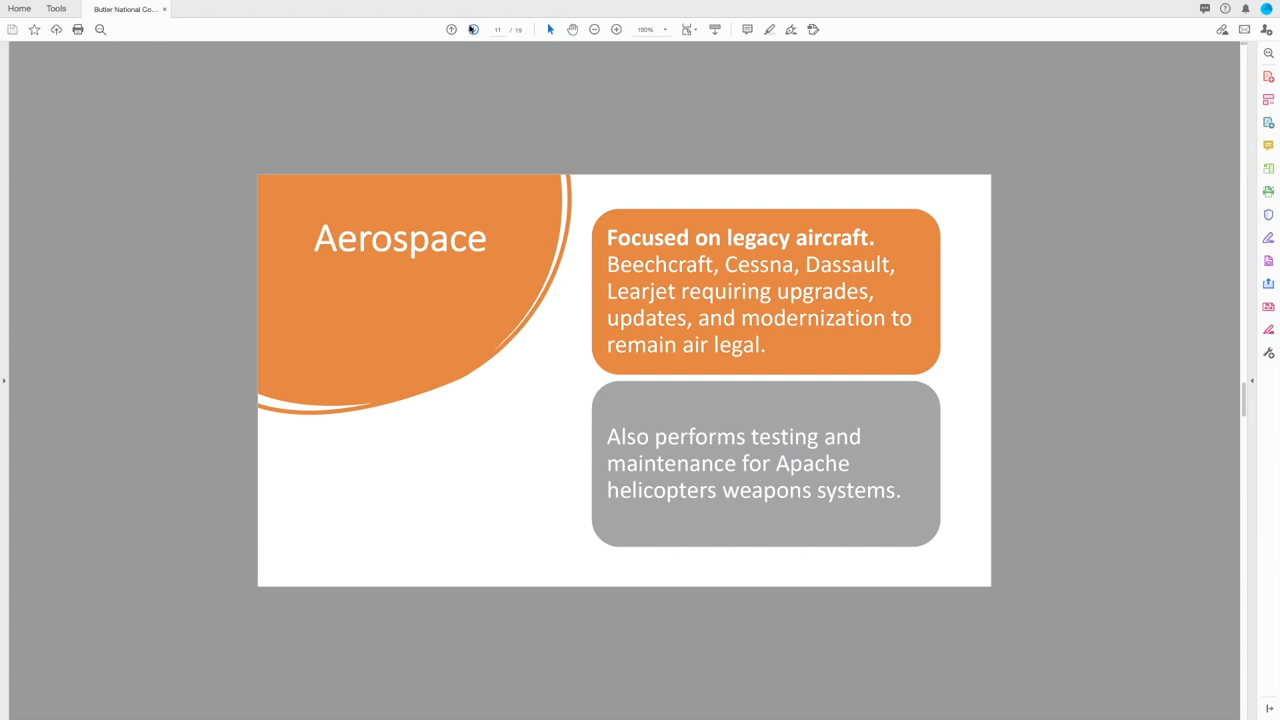 Home
Tools
Butler National Co...
11 / 19
100%
Aerospace
Focused on legacy aircraft.
Beechcraft, Cessna, Dassault,
Learjet requiring upgrades,
updates, and modernization to
remain air legal.
Also performs testing and
maintenance for Apache
helicopters weapons systems.